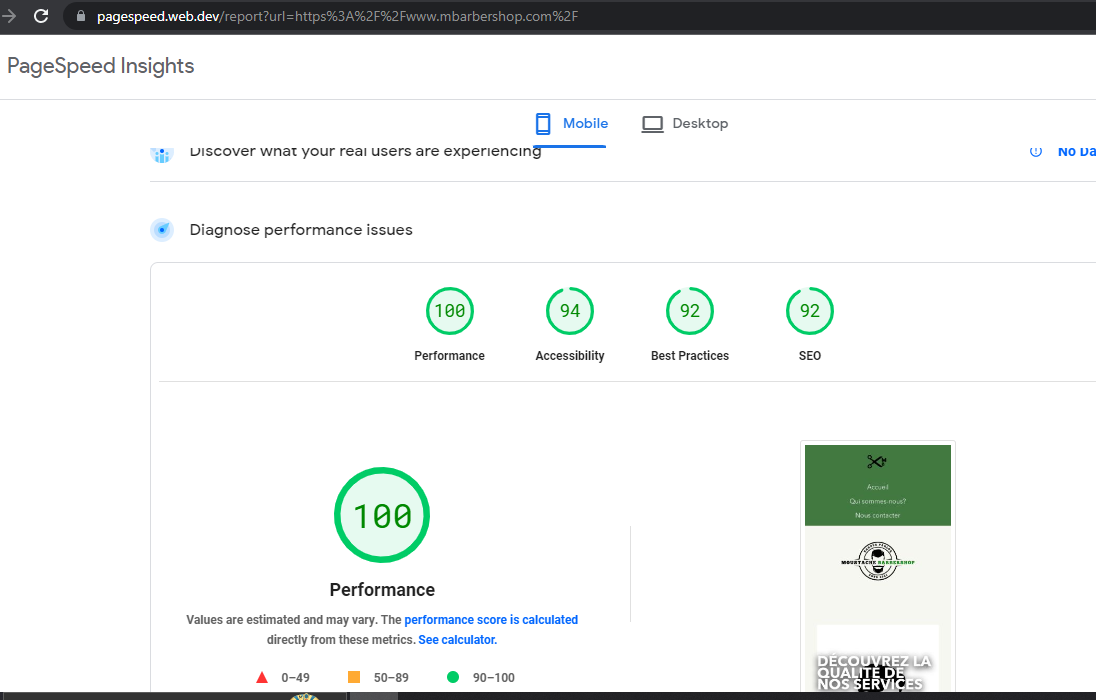 pagespeed.web.dev/report?url=https%3A%2F%2Fwww.mbarbershop.com%2F
PageSpeed Insights
Mobile
Desktop
Discover what your real users are experiencing
No Da
Diagnose performance issues
100
94
92
92
Performance
Accessibility
Best Practices
SEO
100
Performance
Values are estimated and may vary. The performance score is calculated
directly from these metrics. See calculator.
0–49
50–89
90–100
Accueil
Qui sommes-nous?
Nous contacter
MOUSTACHE BARBERSHOP
DÉCOUVREZ LA
QUALITÉ DE
NOS SERVICES